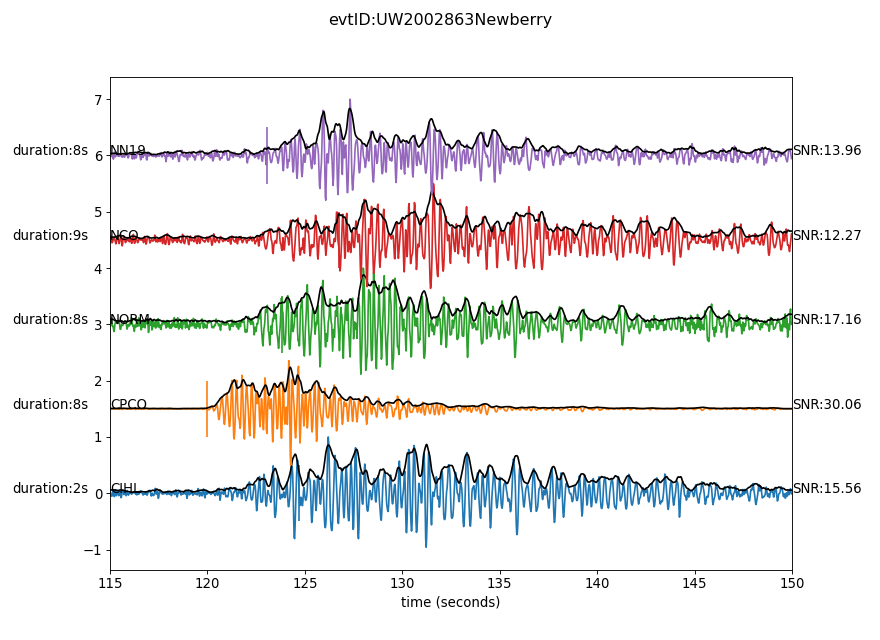 evtID:UW2002863Newberry
7
duration:8s NN19 SNR:13.96
6
5
duration:9s NCO SNR:12.27
4
duration:8s NORM SNR:17.16
3
2
duration:8s CPCO SNR:30.06
1
duration:2s CIHL SNR:15.56
0
−1
115 120 125 130 135 140 145 150
time (seconds)